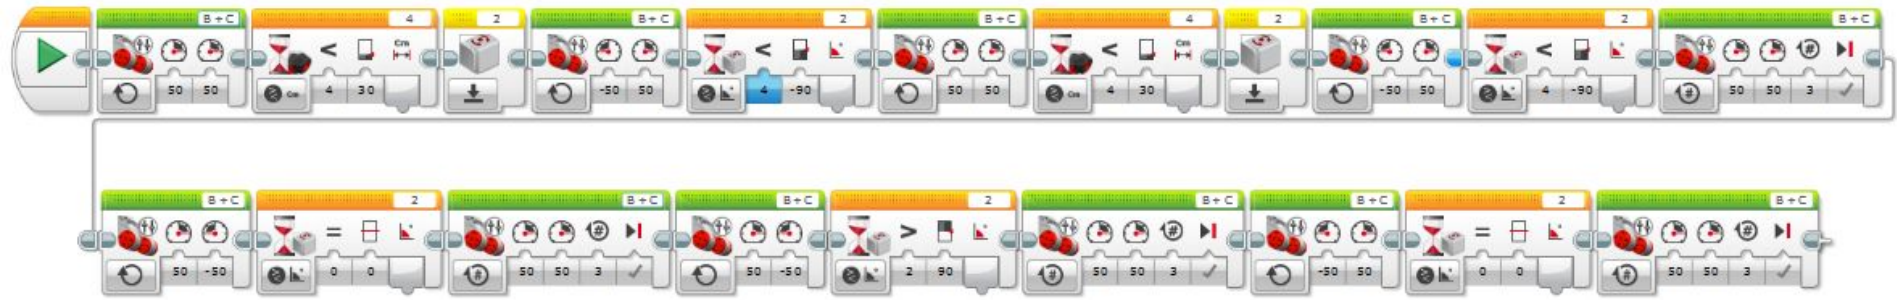 B + C 4 2 B + C 2 B + C 4 2 B + C 2 B + C
< Cm < ° < Cm < ° #
Cm 50 50 4 30 -50 50 4 -90 50 50 Cm 4 30 -50 50 4 -90 # 50 50 3
B + C 2 B + C B + C 2 B + C B + C 2 B + C
= ° # > ° # = ° #
50 -50 0 0 # 50 50 3 50 -50 2 90 # 50 50 3 -50 50 0 0 # 50 50 3